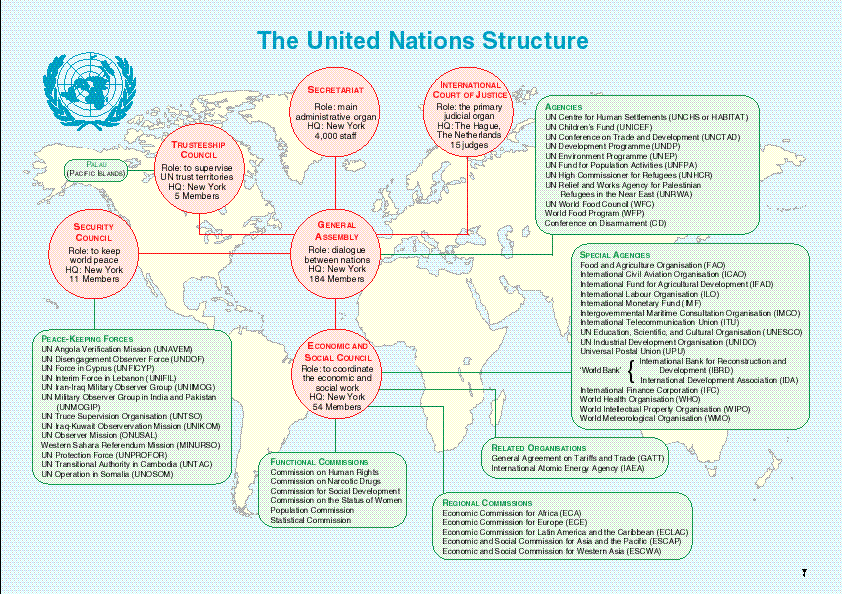 The United Nations Structure
SECRETARIAT
Role: main
administrative organ
HQ: New York
4,000 staff
INTERNATIONAL
COURT OF JUSTICE
Role: the primary
judicial organ
HQ: The Hague,
The Netherlands
15 judges
TRUSTEESHIP
COUNCIL
Role: to supervise
UN trust territories
HQ: New York
5 Members
PALAU
(PACIFIC ISLANDS)
SECURITY
COUNCIL
Role: to keep
world peace
HQ: New York
11 Members
GENERAL
ASSEMBLY
Role: dialogue
between nations
HQ: New York
184 Members
ECONOMIC AND
SOCIAL COUNCIL
Role: to coordinate
the economic and
social work
HQ: New York
54 Members
AGENCIES
UN Centre for Human Settlements (UNCHS or HABITAT)
UN Children's Fund (UNICEF)
UN Conference on Trade and Development (UNCTAD)
UN Development Programme (UNDP)
UN Environment Programme (UNEP)
UN Fund for Population Activities (UNFPA)
UN High Commissioner for Refugees (UNHCR)
UN Relief and Works Agency for Palestinian
Refugees in the Near East (UNRWA)
UN World Food Council (WFC)
World Food Program (WFP)
Conference on Disarmament (CD)
SPECIAL AGENCIES
Food and Agriculture Organisation (FAO)
International Civil Aviation Organisation (ICAO)
International Fund for Agricultural Development (IFAD)
International Labour Organisation (ILO)
International Monetary Fund (IMF)
Intergovernmental Maritime Consultation Organisation (IMCO)
International Telecommunication Union (ITU)
UN Education, Scientific, and Cultural Organisation (UNESCO)
UN Industrial Development Organisation (UNIDO)
Universal Postal Union (UPU)
'World Bank' { International Bank for Reconstruction and
Development (IBRD)
International Development Association (IDA)
International Finance Corporation (IFC)
World Health Organisation (WHO)
World Intellectual Property Organisation (WIPO)
World Meteorological Organisation (WMO)
PEACE-KEEPING FORCES
UN Angola Verification Mission (UNAVEM)
UN Disengagement Observer Force (UNDOF)
UN Force in Cyprus (UNFICYP)
UN Interim Force in Lebanon (UNIFIL)
UN Iran-Iraq Military Observer Group (UNIIMOG)
UN Military Observer Group in India and Pakistan
(UNMOGIP)
UN Truce Supervision Organisation (UNTSO)
UN Iraq-Kuwait Observervation Mission (UNIKOM)
UN Observer Mission (ONUSAL)
Western Sahara Referendum Mission (MINURSO)
UN Protection Force (UNPROFOR)
UN Transitional Authority in Cambodia (UNTAC)
UN Operation in Somalia (UNOSOM)
FUNCTIONAL COMMISSIONS
Commission on Human Rights
Commission on Narcotic Drugs
Commission for Social Development
Commission on the Status of Women
Population Commission
Statistical Commission
RELATED ORGANISATIONS
General Agreement on Tariffs and Trade (GATT)
International Atomic Energy Agency (IAEA)
REGIONAL COMMISSIONS
Economic Commission for Africa (ECA)
Economic Commission for Europe (ECE)
Economic Commission for Latin America and the Caribbean (ECLAC)
Economic and Social Commission for Asia and the Pacific (ESCAP)
Economic and Social Commission for Western Asia (ESCWA)